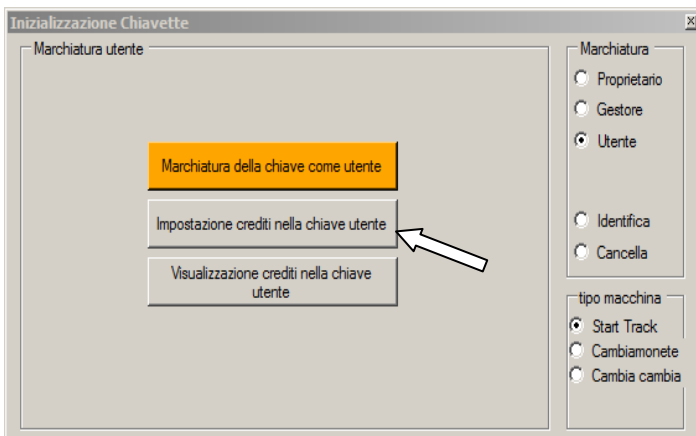 Inizializzazione Chiavette
Marchiatura utente
Marchiatura della chiave come utente
Impostazione crediti nella chiave utente
Visualizzazione crediti nella chiave
utente
Marchiatura
Proprietario
Gestore
Utente
Identifica
Cancella
tipo macchina
Start Track
Cambiamonete
Cambia cambia